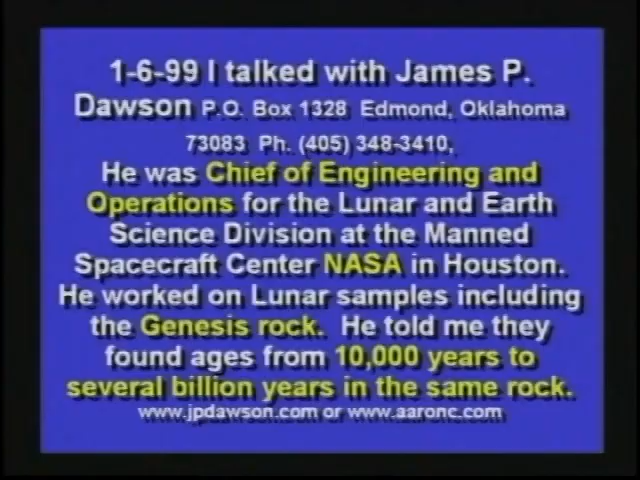 1-6-99 I talked with James P.
Dawson P.O. Box 1328 Edmond, Oklahoma
73083 Ph. (405) 348-3410,
He was Chief of Engineering and
Operations for the Lunar and Earth
Science Division at the Manned
Spacecraft Center NASA in Houston.
He worked on Lunar samples including
the Genesis rock. He told me they
found ages from 10,000 years to
several billion years in the same rock.
www.jpdawson.com or www.aaronc.com